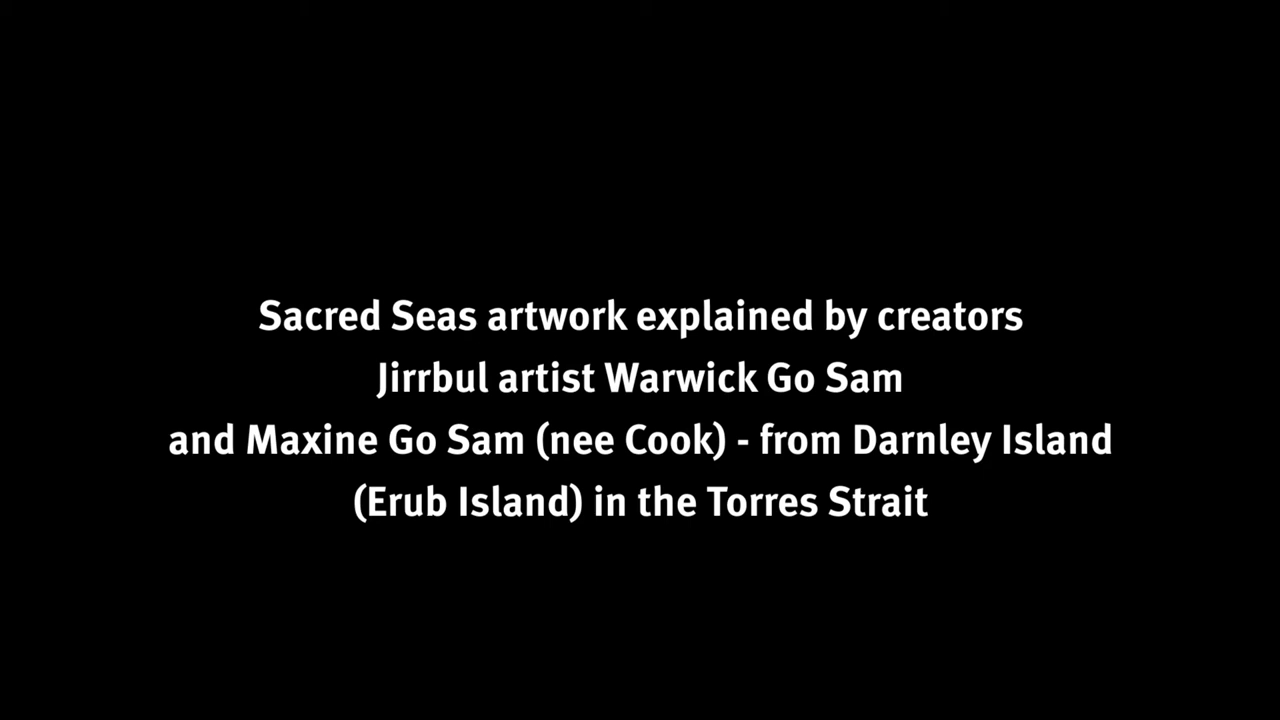 Sacred Seas artwork explained by creators
Jirrbul artist Warwick Go Sam
and Maxine Go Sam (nee Cook) - from Darnley Island
(Erub Island) in the Torres Strait